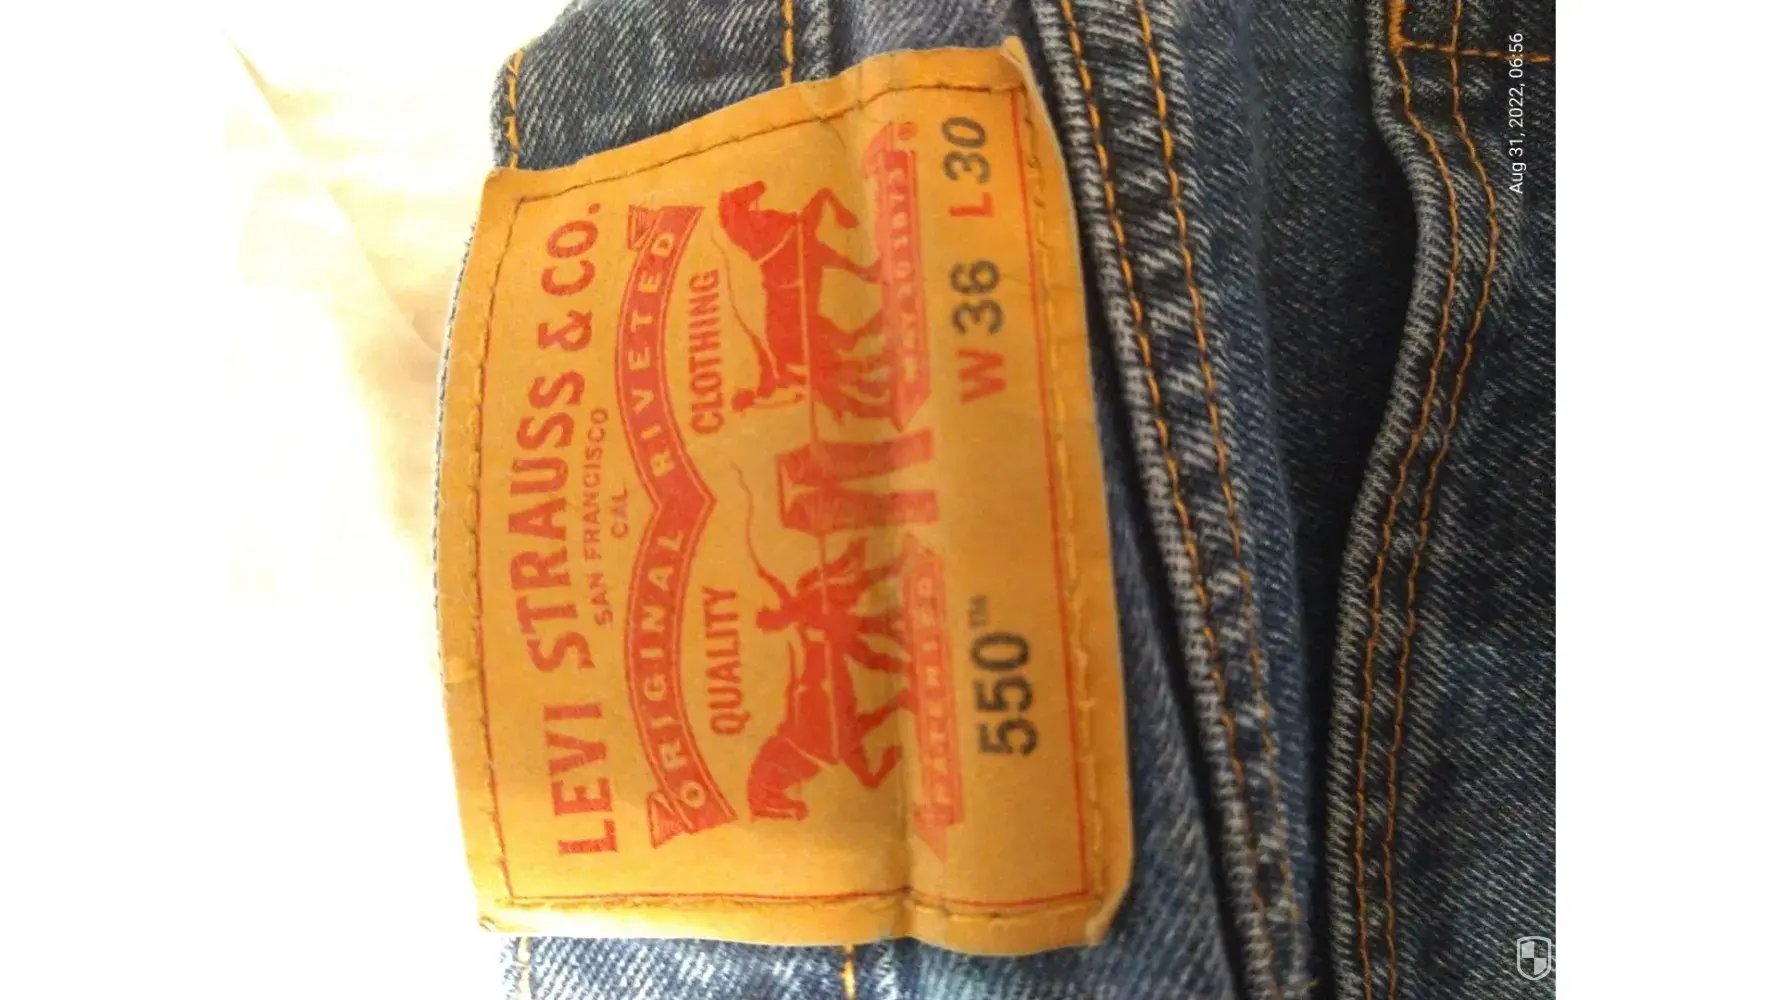 LEVI STRAUSS & CO.
SAN FRANCISCO
CAL
ORIGINAL RIVETED
QUALITY CLOTHING
PATENTED MAY 20 1873
550™ W 36 L 30
Aug 31, 2022, 06:56